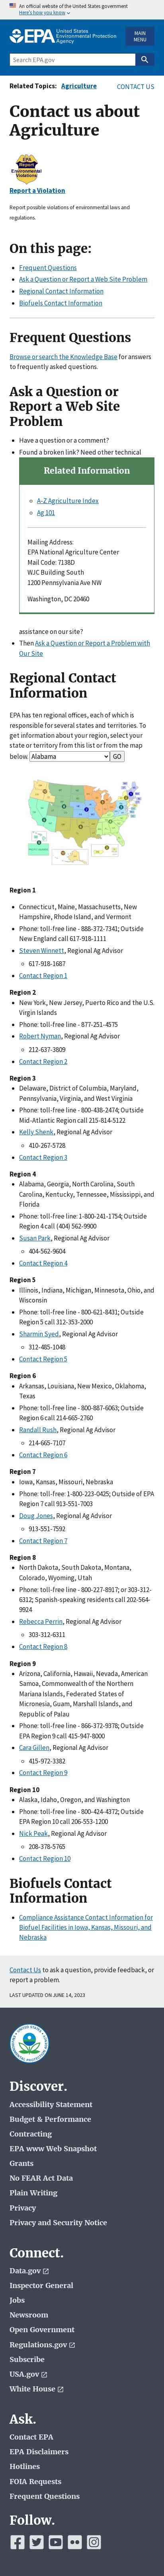 An official website of the United States government
Here's how you know
EPA United States
Environmental Protection
Agency
MAIN
MENU
Search EPA.gov
Related Topics: Agriculture
CONTACT US
Contact us about
Agriculture
EPA
Report a
Environmental
Violation
Report a Violation
Report possible violations of environmental laws and
regulations.
On this page:
Frequent Questions
Ask a Question or Report a Web Site Problem
Regional Contact Information
Biofuels Contact Information
Frequent Questions
Browse or search the Knowledge Base for answers
to frequently asked questions.
Ask a Question or
Report a Web Site
Problem
Have a question or a comment?
Found a broken link? Need other technical
Related Information
A-Z Agriculture Index
Ag 101
Mailing Address:
EPA National Agriculture Center
Mail Code: 7138D
WJC Building South
1200 Pennsylvania Ave NW
Washington, DC 20460
assistance on our site?
Then Ask a Question or Report a Problem with
Our Site
Regional Contact
Information
EPA has ten regional offices, each of which is
responsible for several states and territories. To see
information about your region, select your state
or territory from this list or from the map
below. Alabama GO
Region 1
Connecticut, Maine, Massachusetts, New
Hampshire, Rhode Island, and Vermont
Phone: toll-free line - 888-372-7341; Outside
New England call 617-918-1111
Steven Winnett, Regional Ag Advisor
617-918-1687
Contact Region 1
Region 2
New York, New Jersey, Puerto Rico and the U.S.
Virgin Islands
Phone: toll-free line - 877-251-4575
Robert Nyman, Regional Ag Advisor
212-637-3809
Contact Region 2
Region 3
Delaware, District of Columbia, Maryland,
Pennsylvania, Virginia, and West Virginia
Phone: toll-free line - 800-438-2474; Outside
Mid-Atlantic Region call 215-814-5122
Kelly Shenk, Regional Ag Advisor
410-267-5728
Contact Region 3
Region 4
Alabama, Georgia, North Carolina, South
Carolina, Kentucky, Tennessee, Mississippi, and
Florida
Phone: toll-free line: 1-800-241-1754; Outside
Region 4 call (404) 562-9900
Susan Park, Regional Ag Advisor
404-562-9604
Contact Region 4
Region 5
Illinois, Indiana, Michigan, Minnesota, Ohio, and
Wisconsin
Phone: toll-free line - 800-621-8431; Outside
Region 5 call 312-353-2000
Sharmin Syed, Regional Ag Advisor
312-485-1048
Contact Region 5
Region 6
Arkansas, Louisiana, New Mexico, Oklahoma,
Texas
Phone: toll-free line - 800-887-6063; Outside
Region 6 call 214-665-2760
Randall Rush, Regional Ag Advisor
214-665-7107
Contact Region 6
Region 7
Iowa, Kansas, Missouri, Nebraska
Phone: toll-free: 1-800-223-0425; Outside of EPA
Region 7 call 913-551-7003
Doug Jones, Regional Ag Advisor
913-551-7592
Contact Region 7
Region 8
North Dakota, South Dakota, Montana,
Colorado, Wyoming, Utah
Phone: toll-free line - 800-227-8917; or 303-312-
6312; Spanish-speaking residents call 202-564-
9924
Rebecca Perrin, Regional Ag Advisor
303-312-6311
Contact Region 8
Region 9
Arizona, California, Hawaii, Nevada, American
Samoa, Commonwealth of the Northern
Mariana Islands, Federated States of
Micronesia, Guam, Marshall Islands, and
Republic of Palau
Phone: toll-free line - 866-372-9378; Outside
EPA Region 9 call 415-947-8000
Cara Gillen, Regional Ag Advisor
415-972-3382
Contact Region 9
Region 10
Alaska, Idaho, Oregon, and Washington
Phone: toll-free line - 800-424-4372; Outside
EPA Region 10 call 206-553-1200
Nick Peak, Regional Ag Advisor
208-378-5765
Contact Region 10
Biofuels Contact
Information
Compliance Assistance Contact Information for
Biofuel Facilities in Iowa, Kansas, Missouri, and
Nebraska
Contact Us to ask a question, provide feedback, or
report a problem.
LAST UPDATED ON JUNE 14, 2023
Discover.
Accessibility Statement
Budget & Performance
Contracting
EPA www Web Snapshot
Grants
No FEAR Act Data
Plain Writing
Privacy
Privacy and Security Notice
Connect.
Data.gov
Inspector General
Jobs
Newsroom
Open Government
Regulations.gov
Subscribe
USA.gov
White House
Ask.
Contact EPA
EPA Disclaimers
Hotlines
FOIA Requests
Frequent Questions
Follow.